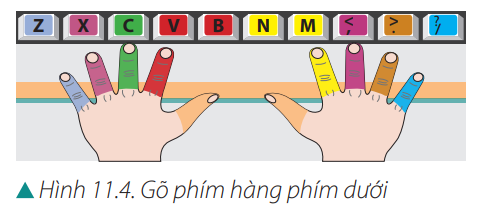 Z X C V B N M < , > . ? /
▲ Hình 11.4. Gõ phím hàng phím dưới